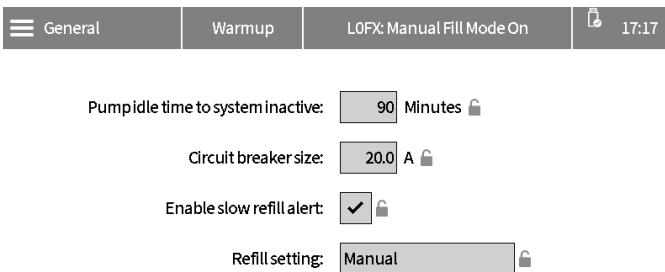 General
Warmup
L0FX: Manual Fill Mode On
17:17
Pump idle time to system inactive: 90 Minutes
Circuit breaker size: 20.0 A
Enable slow refill alert:
Refill setting: Manual